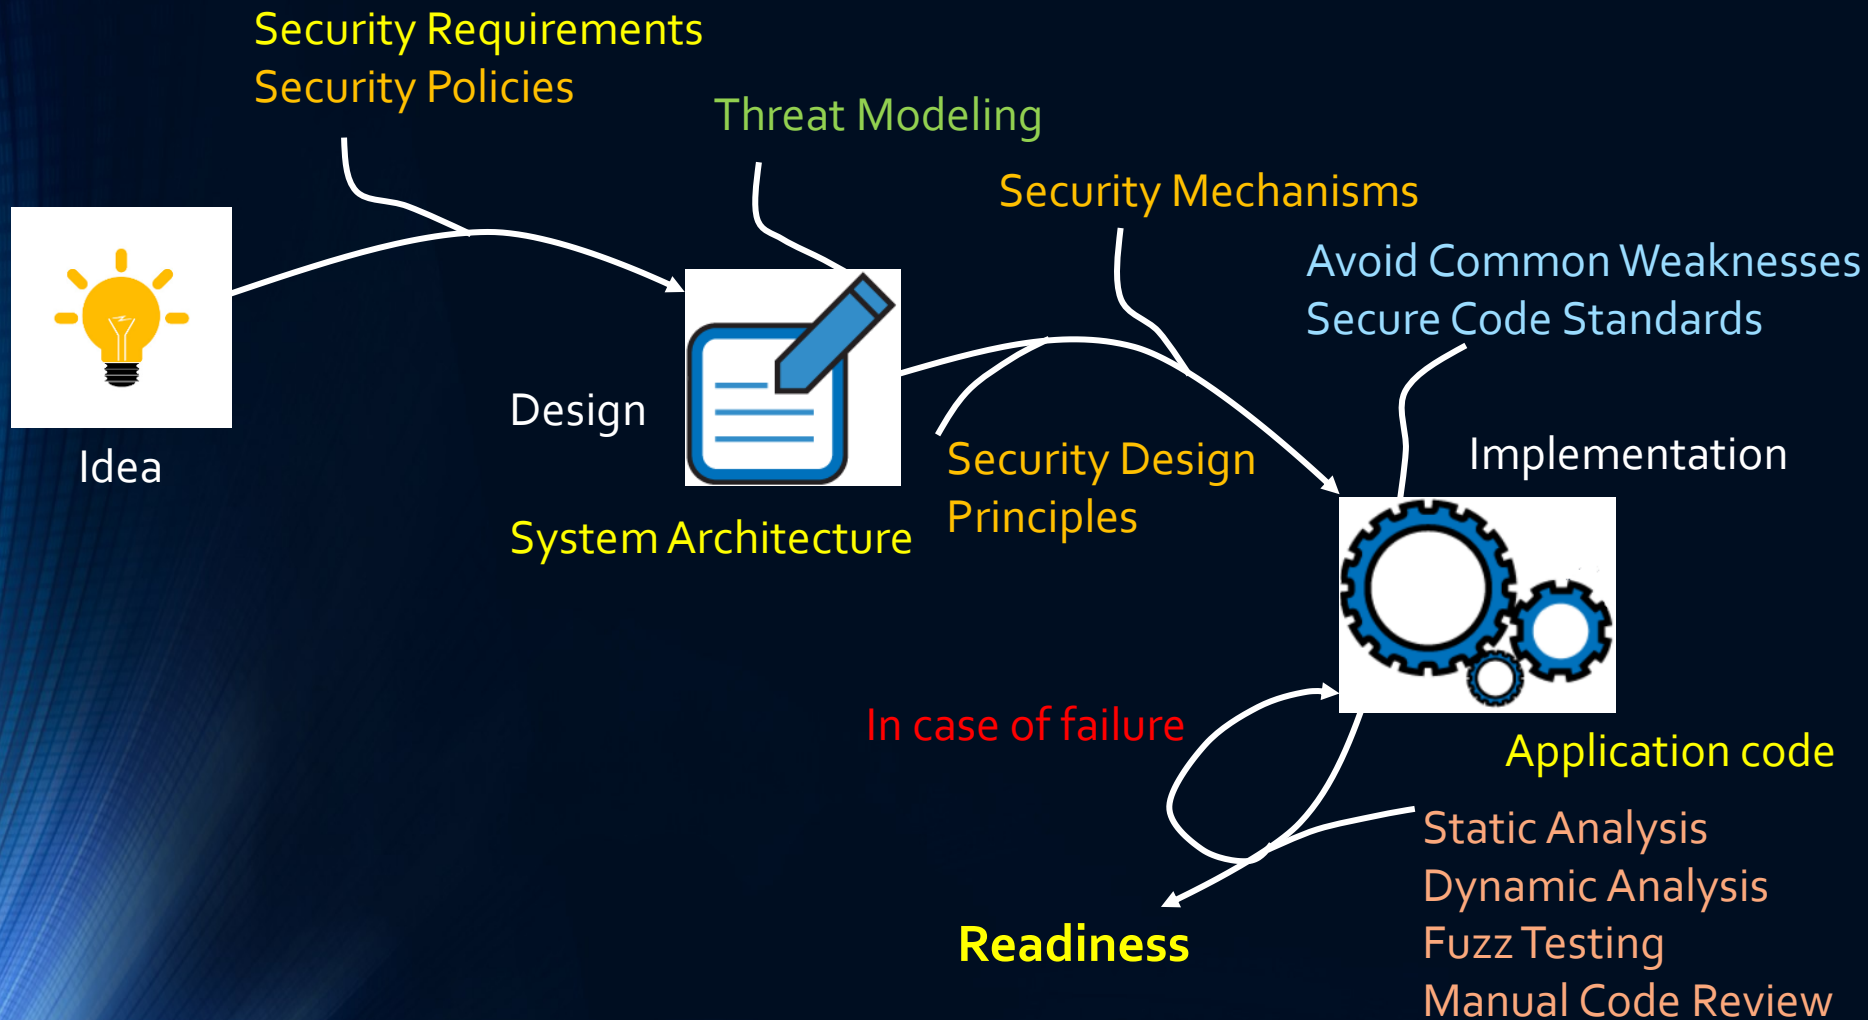 Security Requirements
Security Policies
Threat Modeling
Security Mechanisms
Avoid Common Weaknesses
Secure Code Standards
Idea
Design
System Architecture
Security Design
Principles
Implementation
In case of failure
Application code
Static Analysis
Dynamic Analysis
Fuzz Testing
Manual Code Review
Readiness